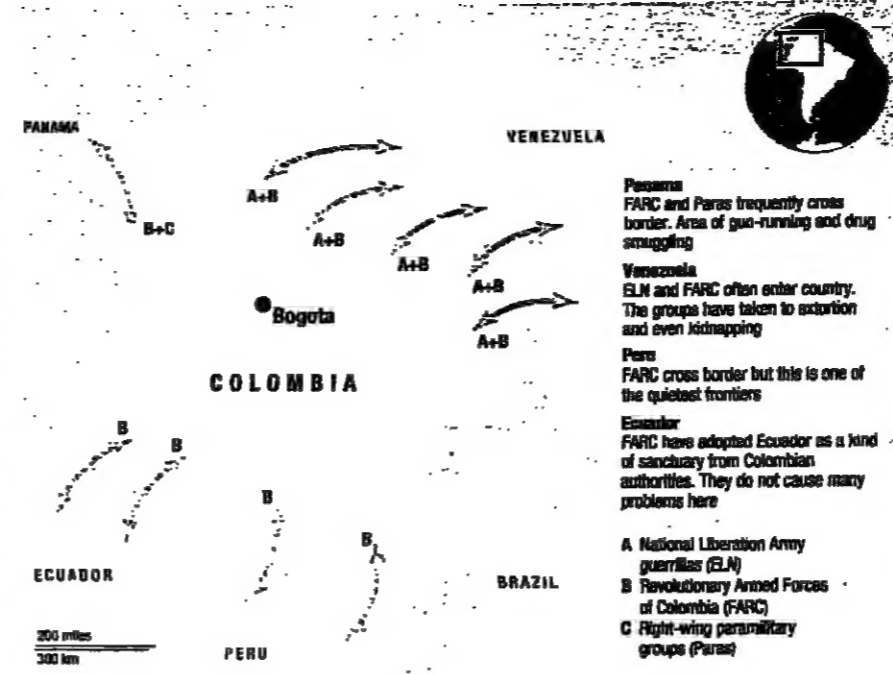 PANAMA
VENEZUELA
A+B
B+C
A+B
A+B
A+B
Bogota
A+B
COLOMBIA
B
B
B
B
ECUADOR
BRAZIL
200 miles
300 km
PERU
Panama
FARC and Paras frequently cross
border. Area of gun-running and drug
smuggling
Venezuela
ELN and FARC often enter country.
The groups have taken to extortion
and even kidnapping
Peru
FARC cross border but this is one of
the quietest frontiers
Ecuador
FARC have adopted Ecuador as a kind
of sanctuary from Colombian
authorities. They do not cause many
problems here
A National Liberation Army
guerrillas (ELN)
B Revolutionary Armed Forces
of Colombia (FARC)
C Right-wing paramilitary
groups (Paras)